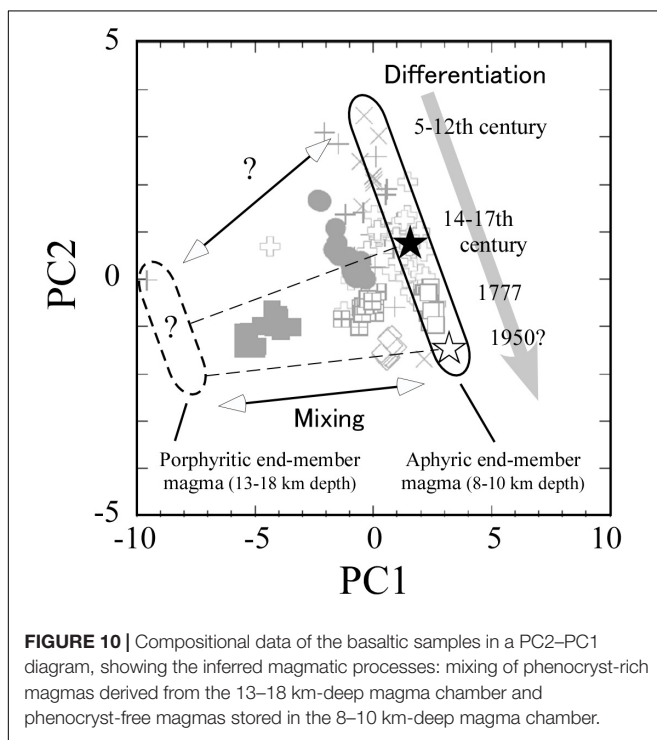 5
Differentiation
5-12th century
?
14-17th
century
PC2
0
1777
?
1950?
Mixing
Porphyritic end-member
magma (13-18 km depth)
Aphyric end-member
magma (8-10 km depth)
-5
-10
-5
0
5
10
PC1
FIGURE 10 | Compositional data of the basaltic samples in a PC2–PC1
diagram, showing the inferred magmatic processes: mixing of phenocryst-rich
magmas derived from the 13–18 km-deep magma chamber and
phenocryst-free magmas stored in the 8–10 km-deep magma chamber.